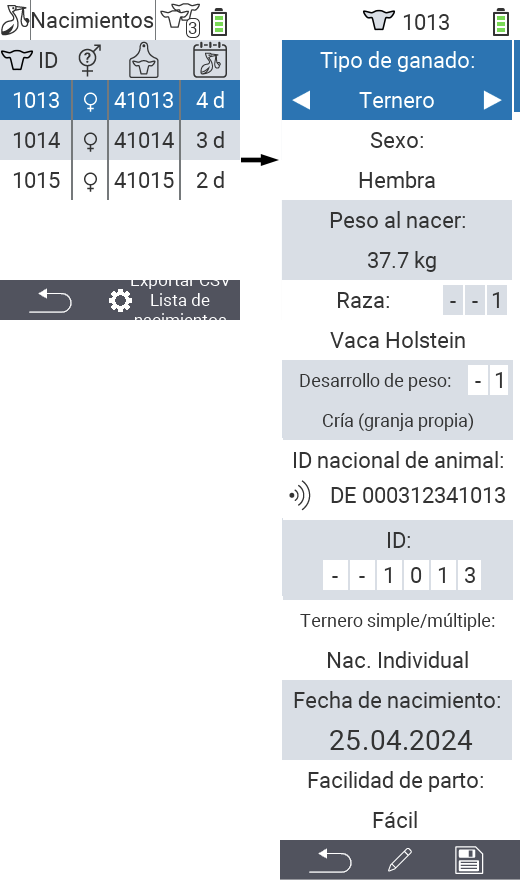 Nacimientos
3
ID
1013 41013 4 d
1014 41014 3 d
1015 41015 2 d
Exportar CSV
Lista de
nacimientos
1013
Tipo de ganado:
Ternero
Sexo:
Hembra
Peso al nacer:
37.7 kg
Raza: - - 1
Vaca Holstein
Desarrollo de peso: - 1
Cría (granja propia)
ID nacional de animal:
DE 000312341013
ID:
- - 1 0 1 3
Ternero simple/múltiple:
Nac. Individual
Fecha de nacimiento:
25.04.2024
Facilidad de parto:
Fácil